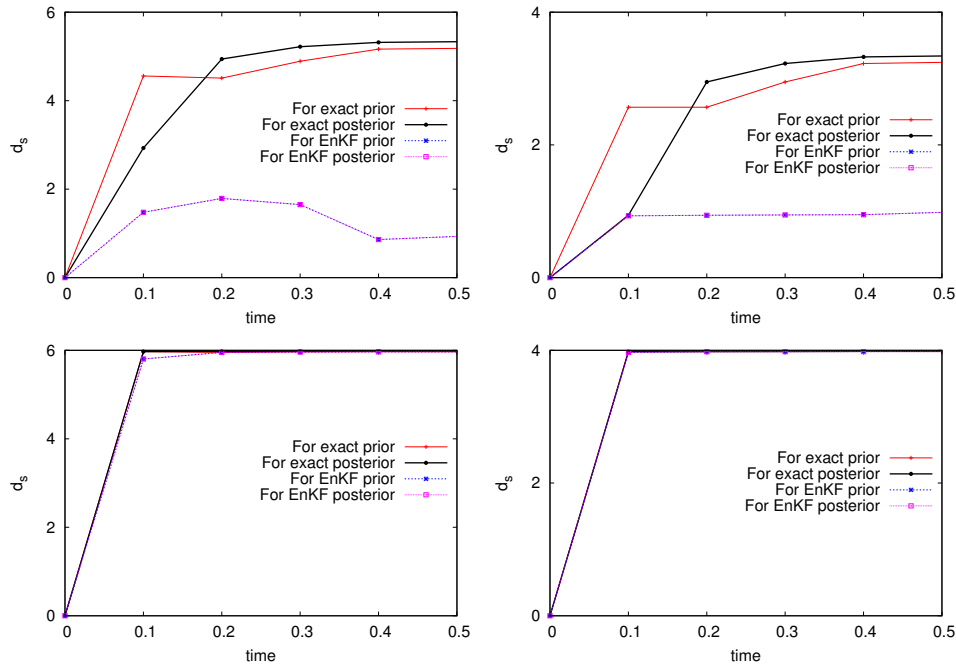 6
4
2
0
d_s
For exact prior
For exact posterior
For EnKF prior
For EnKF posterior
0 0.1 0.2 0.3 0.4 0.5
time
4
2
0
d_s
For exact prior
For exact posterior
For EnKF prior
For EnKF posterior
0 0.1 0.2 0.3 0.4 0.5
time
6
4
2
0
d_s
For exact prior
For exact posterior
For EnKF prior
For EnKF posterior
0 0.1 0.2 0.3 0.4 0.5
time
4
2
0
d_s
For exact prior
For exact posterior
For EnKF prior
For EnKF posterior
0 0.1 0.2 0.3 0.4 0.5
time